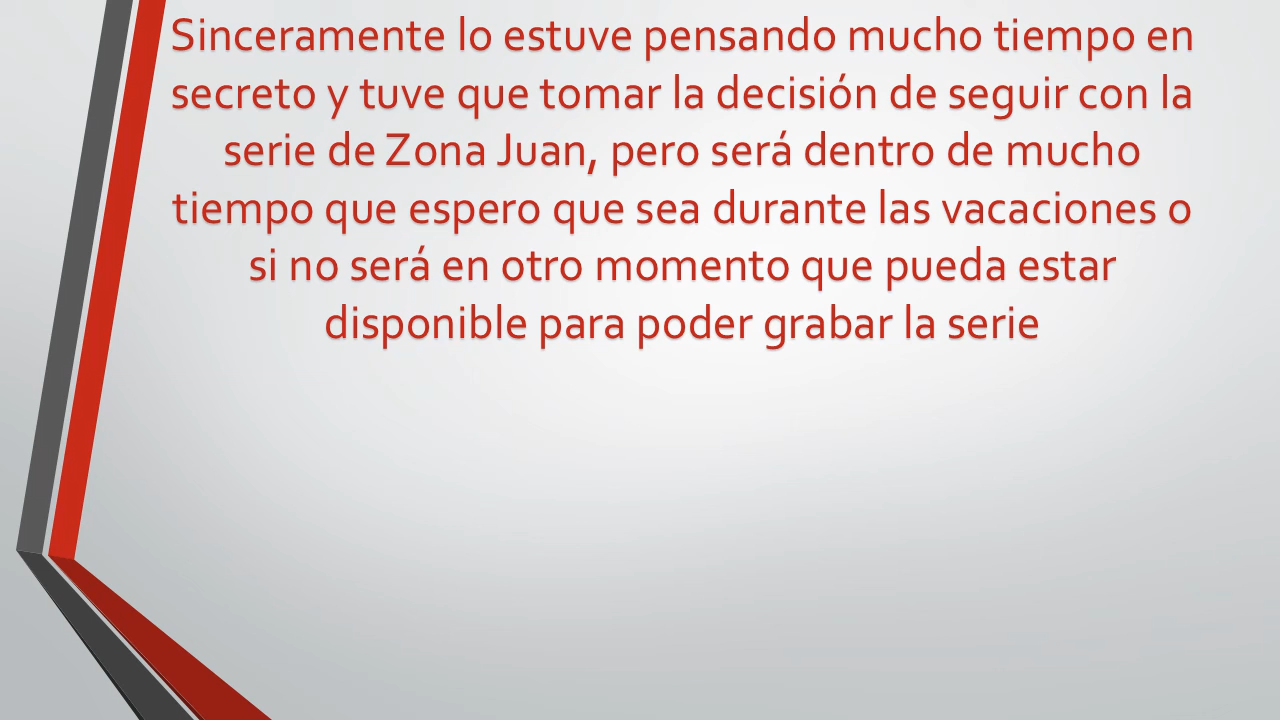 Sinceramente lo estuve pensando mucho tiempo en
secreto y tuve que tomar la decisión de seguir con la
serie de Zona Juan, pero será dentro de mucho
tiempo que espero que sea durante las vacaciones o
si no será en otro momento que pueda estar
disponible para poder grabar la serie